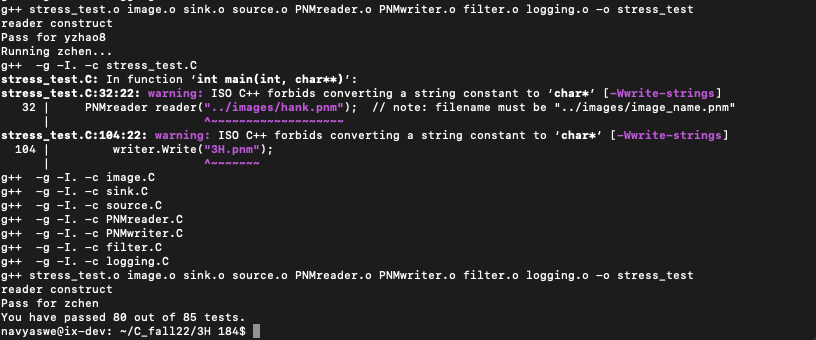 g++ stress_test.o image.o sink.o source.o PNMreader.o PNMwriter.o filter.o logging.o -o stress_test
reader construct
Pass for yzhao8
Running zchen...
g++  -g -I. -c stress_test.C
stress_test.C: In function ‘int main(int, char**)’:
stress_test.C:32:22: warning: ISO C++ forbids converting a string constant to ‘char*’ [-Wwrite-strings]
   32 |     PNMreader reader("../images/hank.pnm");  // note: filename must be "../images/image_name.pnm"
      |                      ^~~~~~~~~~~~~~~~~~~~
stress_test.C:104:22: warning: ISO C++ forbids converting a string constant to ‘char*’ [-Wwrite-strings]
  104 |         writer.Write("3H.pnm");
      |                      ^~~~~~~~
g++  -g -I. -c image.C
g++  -g -I. -c sink.C
g++  -g -I. -c source.C
g++  -g -I. -c PNMreader.C
g++  -g -I. -c PNMwriter.C
g++  -g -I. -c filter.C
g++  -g -I. -c logging.C
g++ stress_test.o image.o sink.o source.o PNMreader.o PNMwriter.o filter.o logging.o -o stress_test
reader construct
Pass for zchen
You have passed 80 out of 85 tests.
navyaswe@ix-dev: ~/C_fall22/3H 184$